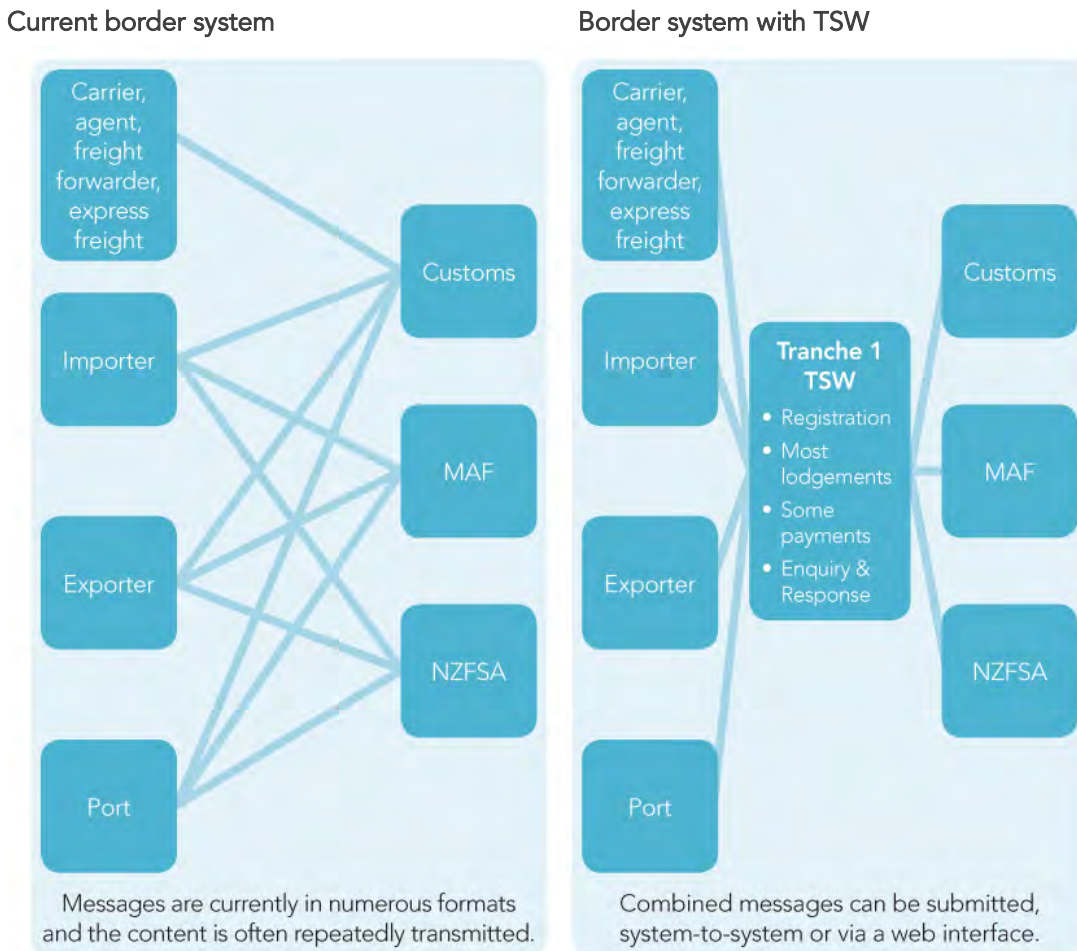 Current border system
Carrier,
agent,
freight
forwarder,
express
freight
Importer
Exporter
Port
Customs
MAF
NZFSA
Messages are currently in numerous formats
and the content is often repeatedly transmitted.
Border system with TSW
Carrier,
agent,
freight
forwarder,
express
freight
Importer
Exporter
Port
Tranche 1
TSW
• Registration
• Most
lodgements
• Some
payments
• Enquiry &
Response
Customs
MAF
NZFSA
Combined messages can be submitted,
system-to-system or via a web interface.